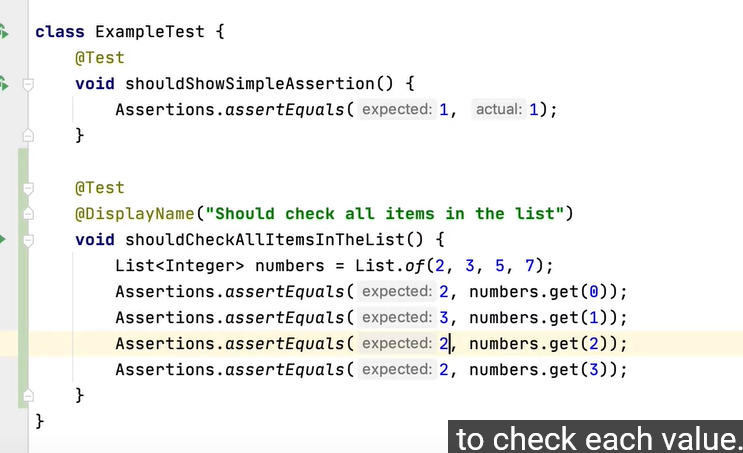 class ExampleTest {
@Test
void shouldShowSimpleAssertion() {
Assertions.assertEquals( expected: 1, actual: 1);
}
@Test
@DisplayName("Should check all items in the list")
void shouldCheckAllItemsInTheList() {
List<Integer> numbers = List.of(2, 3, 5, 7);
Assertions.assertEquals( expected: 2, numbers.get(0));
Assertions.assertEquals( expected: 3, numbers.get(1));
Assertions.assertEquals( expected: 2, numbers.get(2));
Assertions.assertEquals( expected: 2, numbers.get(3));
}
}
to check each value.